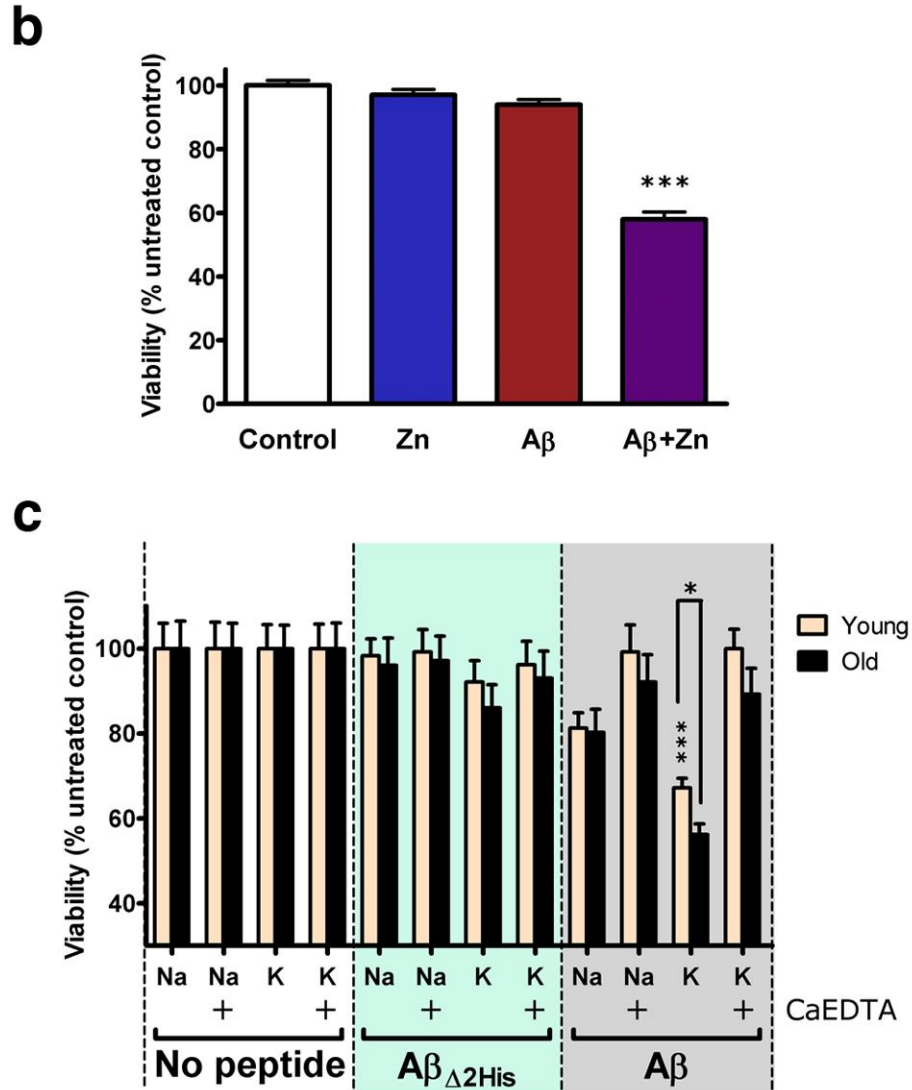 b
Viability (% untreated control)
100
80
60
40
20
0
***
Control Zn Aβ Aβ+Zn
c
Viability (% untreated control)
100
80
60
40
*
***
Young
Old
Na Na K K Na Na K K Na Na K K
+ + + + + + CaEDTA
No peptide AβΔ2His Aβ